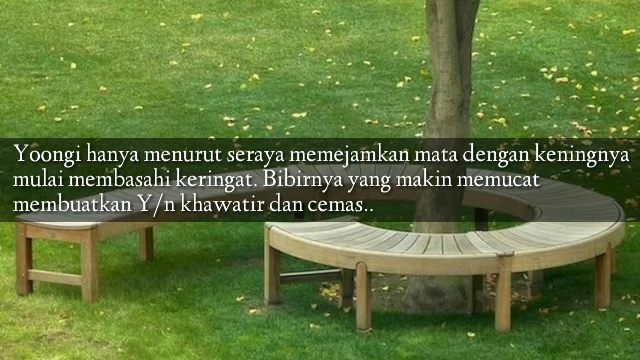 Yoongi hanya menurut seraya memejamkan mata dengan keningnya
mulai membasahi keringat. Bibirnya yang makin memucat
membuatkan Y/n khawatir dan cemas..